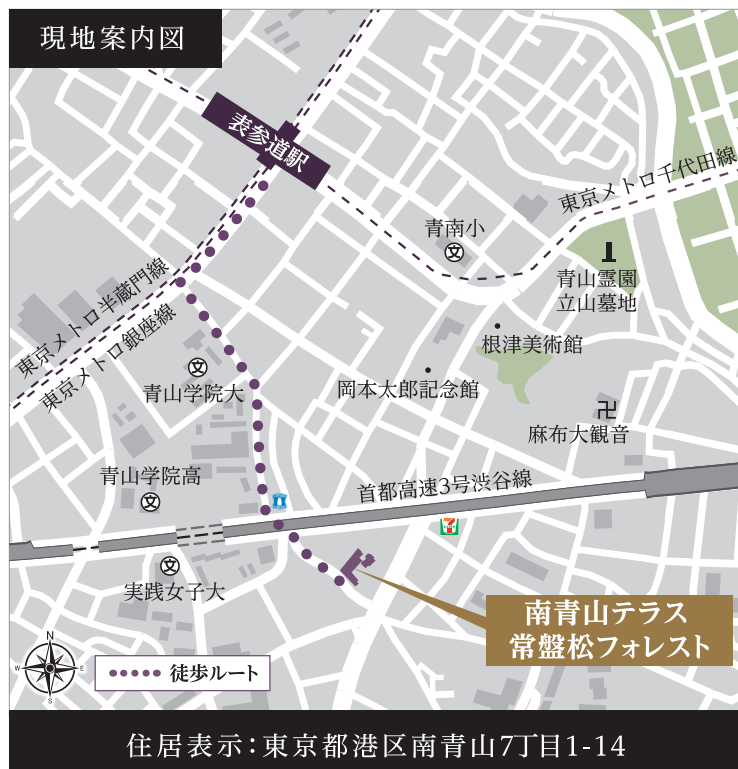 現地案内図
表参道駅
東京メトロ千代田線
青南小
文
青山霊園
立山墓地
東京メトロ半蔵門線
東京メトロ銀座線
根津美術館
文
青山学院大
岡本太郎記念館
卍
麻布大観音
青山学院高
文
首都高速3号渋谷線
7
文
実践女子大
南青山テラス
常盤松フォレスト
N
W
E
S
徒歩ルート
住居表示：東京都港区南青山7丁目1-14